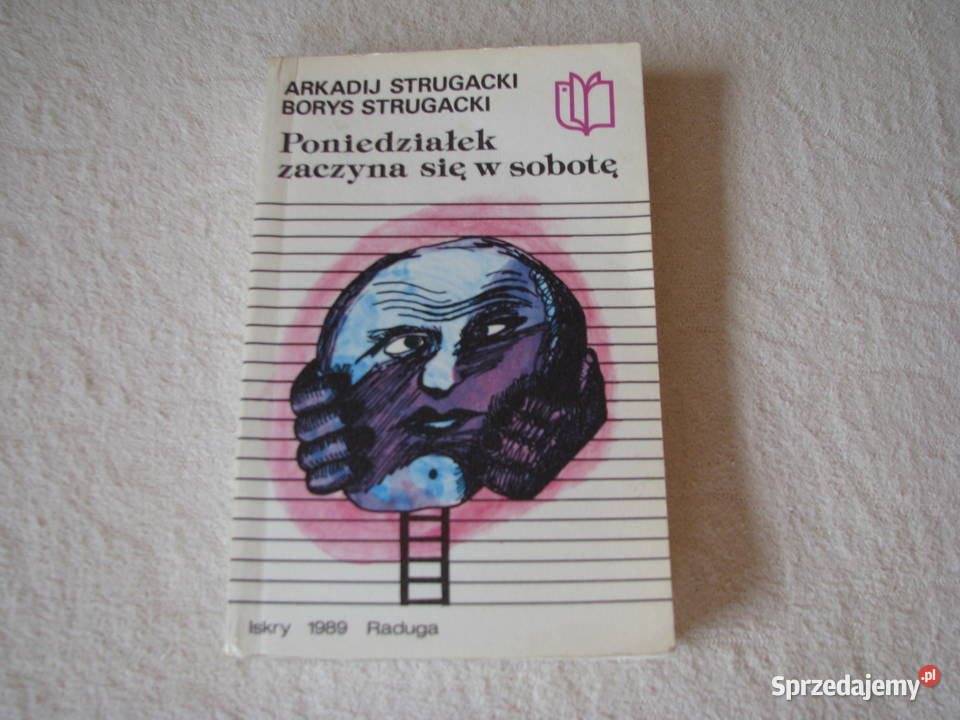 ARKADIJ STRUGACKI
BORYS STRUGACKI
Poniedziałek
zaczyna się w sobotę
Iskry 1989 Raduga
Sprzedajemy.pl